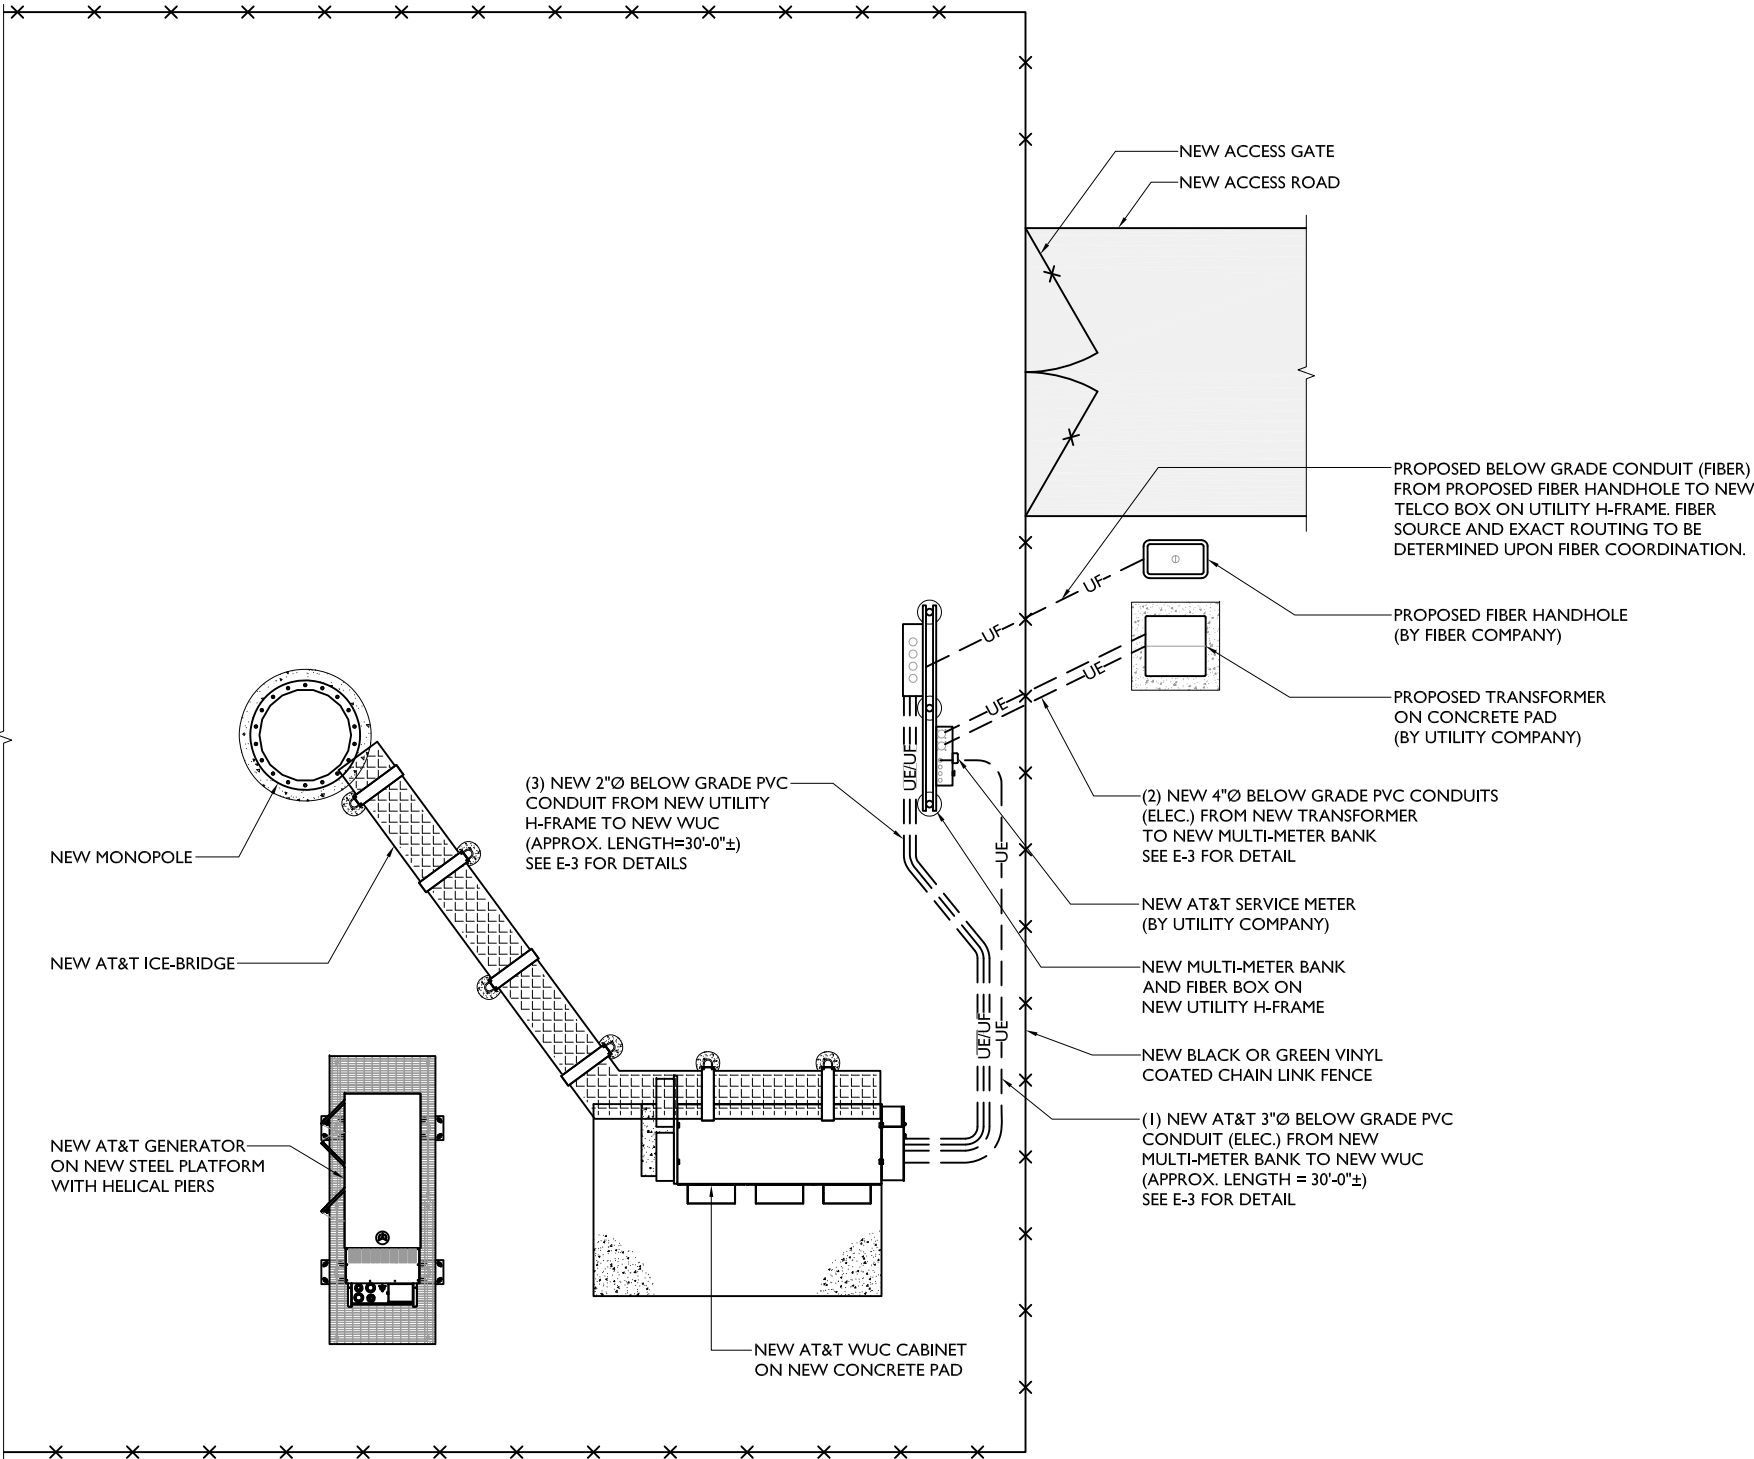 NEW ACCESS GATE
NEW ACCESS ROAD
PROPOSED BELOW GRADE CONDUIT (FIBER)
FROM PROPOSED FIBER HANDHOLE TO NEW
TELCO BOX ON UTILITY H-FRAME. FIBER
SOURCE AND EXACT ROUTING TO BE
DETERMINED UPON FIBER COORDINATION.
UF
UF
PROPOSED FIBER HANDHOLE
(BY FIBER COMPANY)
UE
UE
PROPOSED TRANSFORMER
ON CONCRETE PAD
(BY UTILITY COMPANY)
UE/UF
(3) NEW 2"Ø BELOW GRADE PVC
CONDUIT FROM NEW UTILITY
H-FRAME TO NEW WUC
(APPROX. LENGTH=30'-0"±)
SEE E-3 FOR DETAILS
(2) NEW 4"Ø BELOW GRADE PVC CONDUITS
(ELEC.) FROM NEW TRANSFORMER
TO NEW MULTI-METER BANK
SEE E-3 FOR DETAIL
NEW MONOPOLE
UE
NEW AT&T SERVICE METER
(BY UTILITY COMPANY)
NEW AT&T ICE-BRIDGE
NEW MULTI-METER BANK
AND FIBER BOX ON
NEW UTILITY H-FRAME
UE/UF
UE
NEW BLACK OR GREEN VINYL
COATED CHAIN LINK FENCE
NEW AT&T GENERATOR
ON NEW STEEL PLATFORM
WITH HELICAL PIERS
(1) NEW AT&T 3"Ø BELOW GRADE PVC
CONDUIT (ELEC.) FROM NEW
MULTI-METER BANK TO NEW WUC
(APPROX. LENGTH = 30'-0"±)
SEE E-3 FOR DETAIL
NEW AT&T WUC CABINET
ON NEW CONCRETE PAD